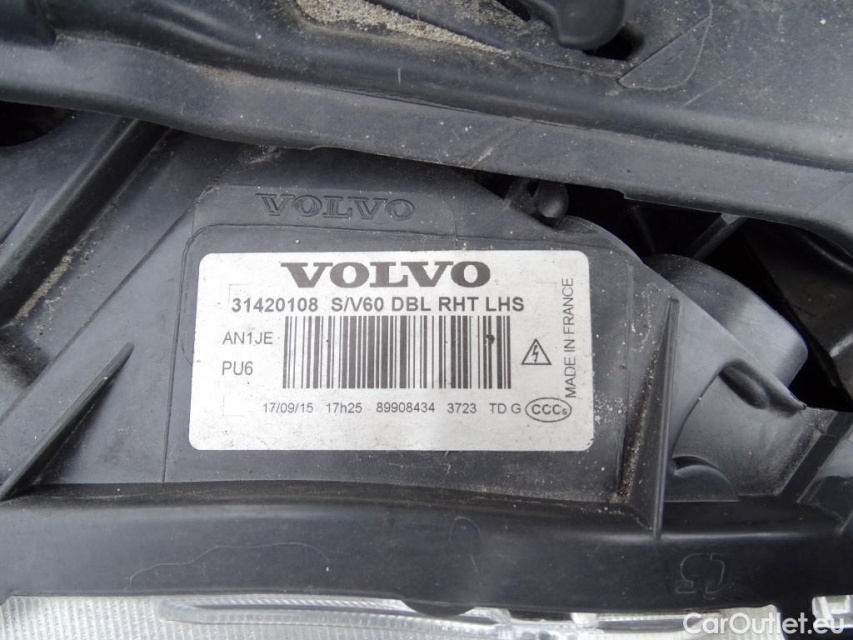 VOLVO
VOLVO
31420108 S/V60 DBL RHT LHS
AN1JE
PU6
MADE IN FRANCE
17/09/15 17h25 89908434 3723 TD G CCCs
CarOutlet.eu